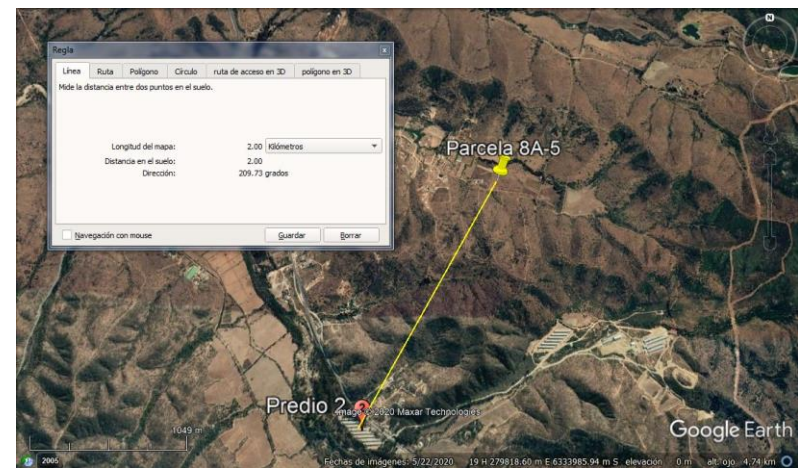 Regla
Línea Ruta Polígono Círculo ruta de acceso en 3D polígono en 3D
Mide la distancia entre dos puntos en el suelo.
Longitud del mapa: 2.00 Kilómetros
Distancia en el suelo: 2.00
Dirección: 209.73 grados
Navegación con mouse Guardar Borrar
N
Parcela 8A-5
Predio 2
Image © 2020 Maxar Technologies
1049 m
Google Earth
2005
Fechas de imágenes: 5/22/2020 19 H 279818.60 m E 6333985.94 m S elevación 0 m alt. ojo 4.74 km